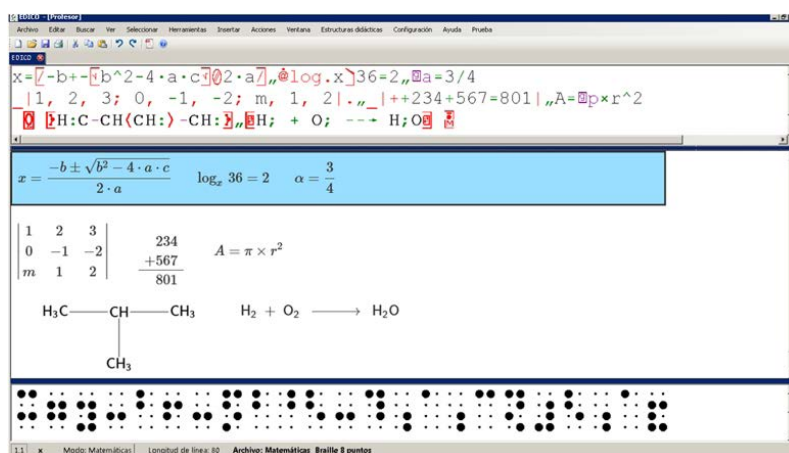 EDICO - [Profesor]
Archivo Editar Buscar Ver Seleccionar Herramientas Insertar Acciones Ventana Estructuras didácticas Configuración Ayuda Prueba
EDICO
x=[/-b+-[b^2-4·a·c]2·a/],,@log.x\36=2,,a=3/4
_|1, 2, 3; 0, -1, -2; m, 1, 2|.,,_|++234+567=801|,,A=p×r^2
H:C-CH(CH:)-CH:},,H; + O; --- H;O
x = (-b ± √(b² - 4 · a · c)) / (2 · a) logₓ 36 = 2 α = 3/4
1 2 3 234
0 -1 -2 +567 A = π × r²
m 1 2 801
H₃C CH CH₃ H₂ + O₂ ⟶ H₂O
CH₃
1.1 x Modo: Matemáticas Longitud de línea: 80 Archivo: Matemáticas Braille 8 puntos